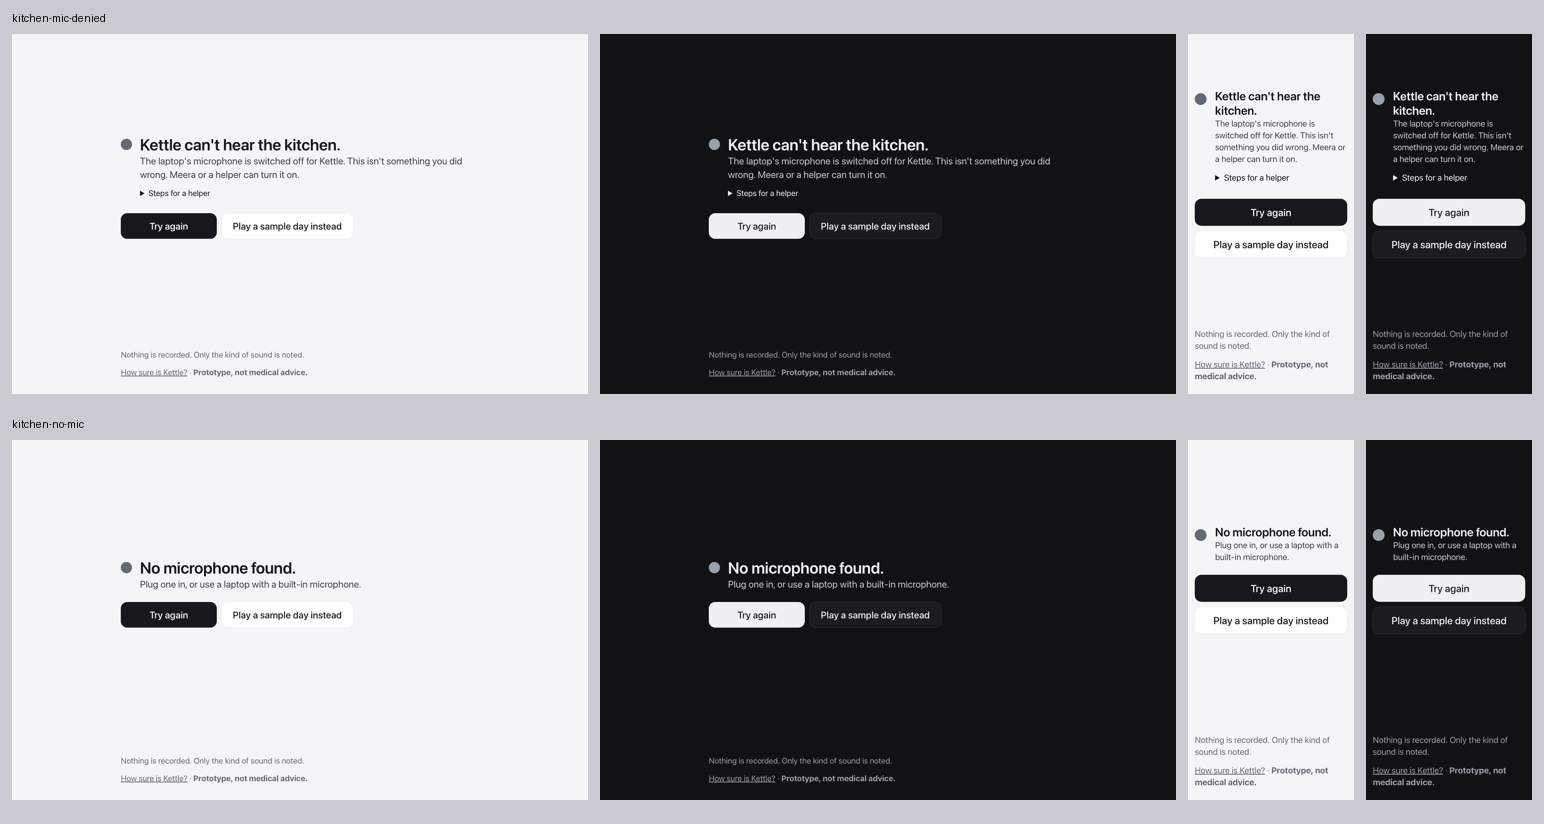 kitchen-mic-denied
Kettle can't hear the kitchen.
The laptop's microphone is switched off for Kettle. This isn't something you did
wrong. Meera or a helper can turn it on.
Steps for a helper
Try again
Play a sample day instead
Nothing is recorded. Only the kind of sound is noted.
How sure is Kettle? · Prototype, not medical advice.
Kettle can't hear the kitchen.
The laptop's microphone is switched off for Kettle. This isn't something you did
wrong. Meera or a helper can turn it on.
Steps for a helper
Try again
Play a sample day instead
Nothing is recorded. Only the kind of sound is noted.
How sure is Kettle? · Prototype, not medical advice.
Kettle can't hear the
kitchen.
The laptop's microphone is
switched off for Kettle. This isn't
something you did wrong. Meera or
a helper can turn it on.
Steps for a helper
Try again
Play a sample day instead
Nothing is recorded. Only the kind of
sound is noted.
How sure is Kettle? · Prototype, not
medical advice.
Kettle can't hear the
kitchen.
The laptop's microphone is
switched off for Kettle. This isn't
something you did wrong. Meera or
a helper can turn it on.
Steps for a helper
Try again
Play a sample day instead
Nothing is recorded. Only the kind of
sound is noted.
How sure is Kettle? · Prototype, not
medical advice.
kitchen-no-mic
No microphone found.
Plug one in, or use a laptop with a built-in microphone.
Try again
Play a sample day instead
Nothing is recorded. Only the kind of sound is noted.
How sure is Kettle? · Prototype, not medical advice.
No microphone found.
Plug one in, or use a laptop with a built-in microphone.
Try again
Play a sample day instead
Nothing is recorded. Only the kind of sound is noted.
How sure is Kettle? · Prototype, not medical advice.
No microphone found.
Plug one in, or use a laptop with a
built-in microphone.
Try again
Play a sample day instead
Nothing is recorded. Only the kind of
sound is noted.
How sure is Kettle? · Prototype, not
medical advice.
No microphone found.
Plug one in, or use a laptop with a
built-in microphone.
Try again
Play a sample day instead
Nothing is recorded. Only the kind of
sound is noted.
How sure is Kettle? · Prototype, not
medical advice.